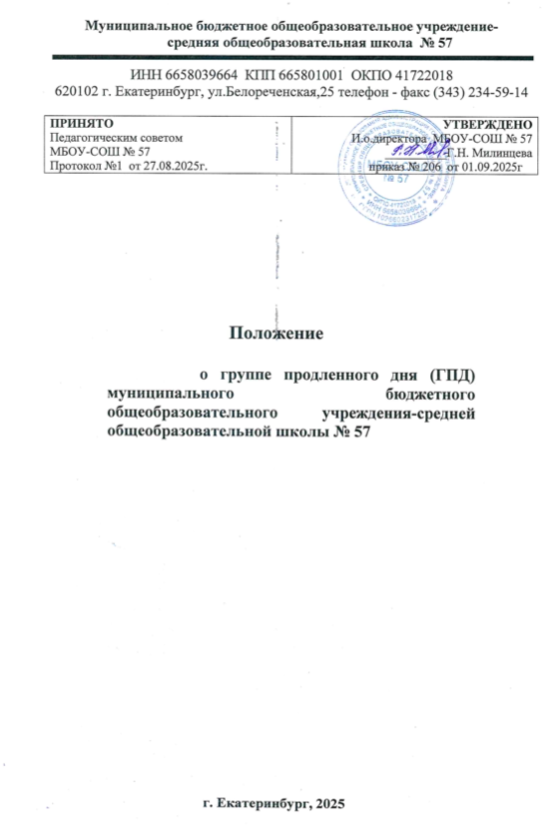 Муниципальное бюджетное общеобразовательное учреждение-
средняя общеобразовательная школа № 57
ИНН 6658039664 КПП 665801001 ОКПО 41722018
620102 г. Екатеринбург, ул.Белореченская,25 телефон - факс (343) 234-59-14
ПРИНЯТО
Педагогическим советом
МБОУ-СОШ № 57
Протокол №1 от 27.08.2025г.
УТВЕРЖДЕНО
И.о.директора МБОУ-СОШ № 57
Г.Н. Милинцева
приказ № 206 от 01.09.2025г
№ 57
Положение
о группе продленного дня (ГПД)
муниципального бюджетного
общеобразовательного учреждения-средней
общеобразовательной школы № 57
г. Екатеринбург, 2025